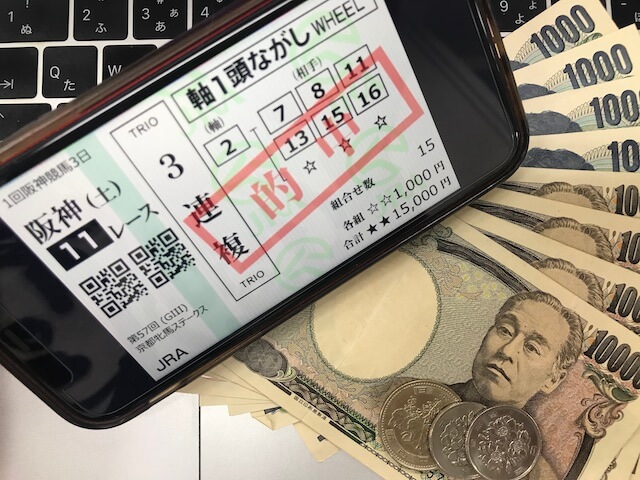 1回阪神競馬3日
阪神(土)
11レース
第57回(GIII)
京都牝馬ステークス
JRA
TRIO
3連複
TRIO
軸1頭ながし WHEEL
(軸)
2
(相手)
7 8 11
13 15 16
☆ ☆ ☆
的中
組合せ数 15
各組 ☆☆1,000円
合計 ★★15,000円
1000
1000
1000
1000
10000